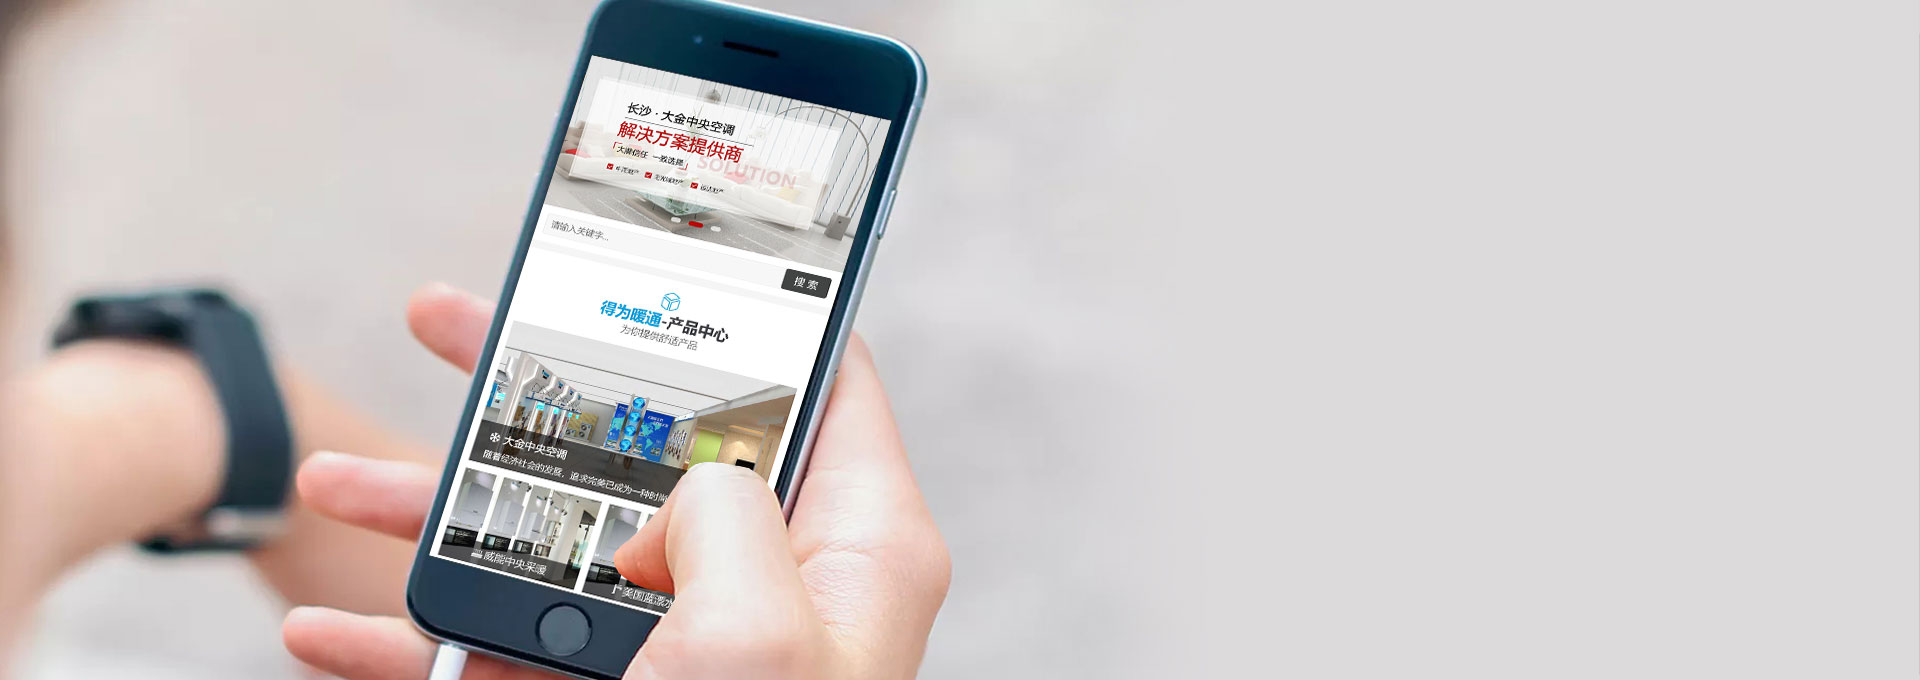 长沙·大金中央空调
解决方案提供商
「大牌信任 一致选择」
SOLUTION
请输入关键字...
搜 索
得为暖通-产品中心
为你提供舒适产品
大金中央空调
随着经济社会的发展，追求完美已成为一种时尚
威能中央采暖
美国蓝漂水